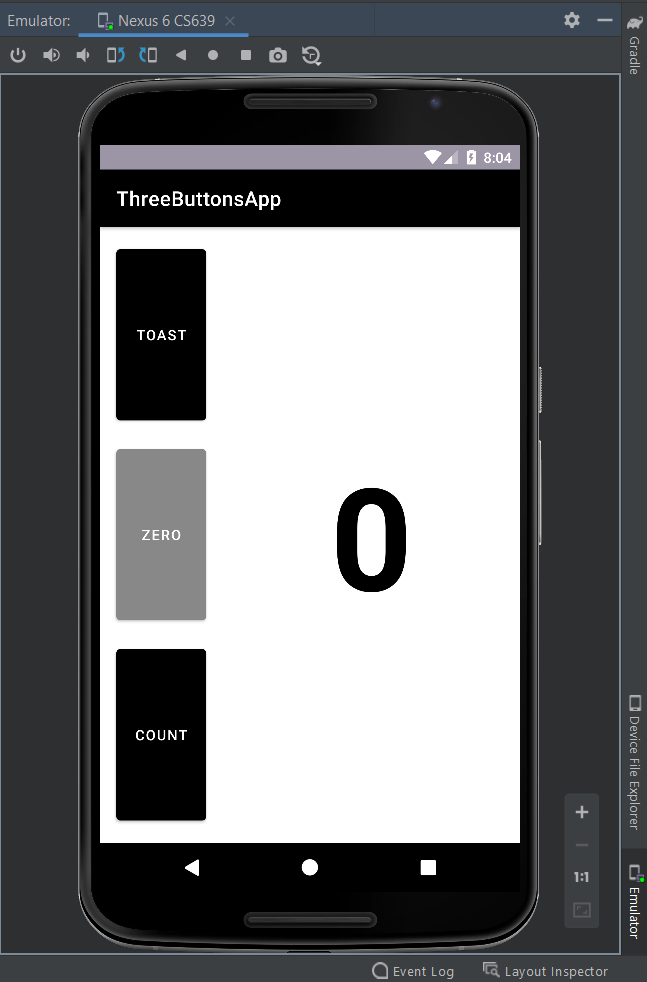 Emulator: Nexus 6 CS639
Gradle
8:04
ThreeButtonsApp
TOAST
ZERO
0
COUNT
Device File Explorer
1:1
Emulator
Event Log Layout Inspector